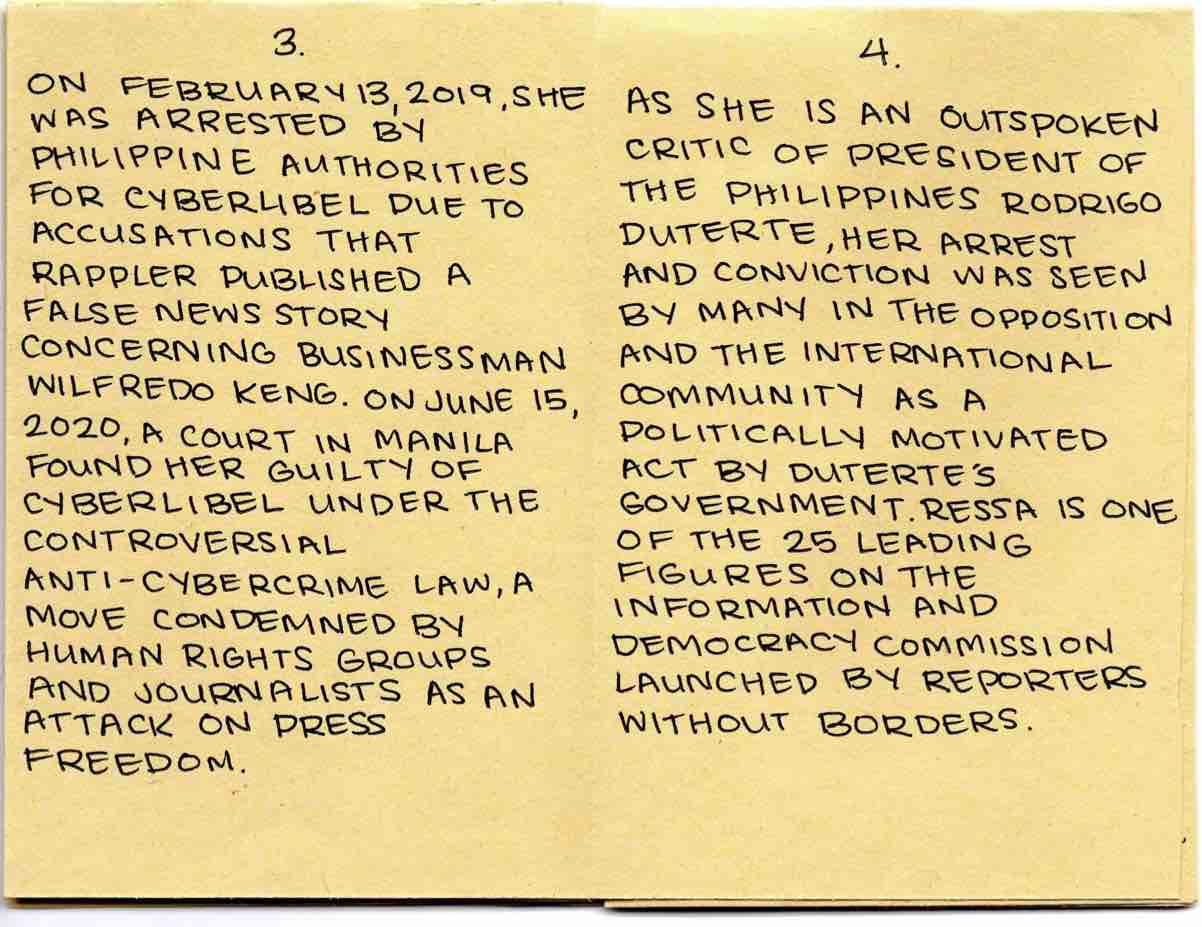 3.
ON FEBRUARY 13, 2019, SHE
WAS ARRESTED BY
PHILIPPINE AUTHORITIES
FOR CYBERLIBEL DUE TO
ACCUSATIONS THAT
RAPPLER PUBLISHED A
FALSE NEWS STORY
CONCERNING BUSINESSMAN
WILFREDO KENG. ON JUNE 15,
2020, A COURT IN MANILA
FOUND HER GUILTY OF
CYBERLIBEL UNDER THE
CONTROVERSIAL
ANTI-CYBERCRIME LAW, A
MOVE CONDEMNED BY
HUMAN RIGHTS GROUPS
AND JOURNALISTS AS AN
ATTACK ON PRESS
FREEDOM.
4.
AS SHE IS AN OUTSPOKEN
CRITIC OF PRESIDENT OF
THE PHILIPPINES RODRIGO
DUTERTE, HER ARREST
AND CONVICTION WAS SEEN
BY MANY IN THE OPPOSITION
AND THE INTERNATIONAL
COMMUNITY AS A
POLITICALLY MOTIVATED
ACT BY DUTERTE'S
GOVERNMENT. RESSA IS ONE
OF THE 25 LEADING
FIGURES ON THE
INFORMATION AND
DEMOCRACY COMMISSION
LAUNCHED BY REPORTERS
WITHOUT BORDERS.